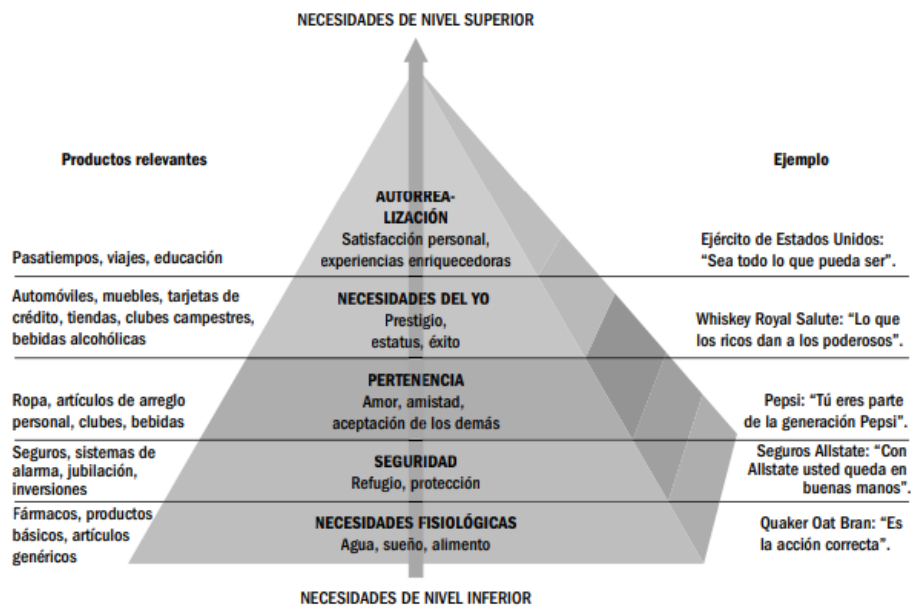 NECESIDADES DE NIVEL SUPERIOR
Productos relevantes
Ejemplo
AUTORREA-
LIZACIÓN
Satisfacción personal,
experiencias enriquecedoras
Pasatiempos, viajes, educación
Ejército de Estados Unidos:
“Sea todo lo que pueda ser”.
Automóviles, muebles, tarjetas de
crédito, tiendas, clubes campestres,
bebidas alcohólicas
NECESIDADES DEL YO
Prestigio,
estatus, éxito
Whiskey Royal Salute: “Lo que
los ricos dan a los poderosos”.
Ropa, artículos de arreglo
personal, clubes, bebidas
PERTENENCIA
Amor, amistad,
aceptación de los demás
Pepsi: “Tú eres parte
de la generación Pepsi”.
Seguros, sistemas de
alarma, jubilación,
inversiones
SEGURIDAD
Refugio, protección
Seguros Allstate: “Con
Allstate usted queda en
buenas manos”.
Fármacos, productos
básicos, artículos
genéricos
NECESIDADES FISIOLÓGICAS
Agua, sueño, alimento
Quaker Oat Bran: “Es
la acción correcta”.
NECESIDADES DE NIVEL INFERIOR